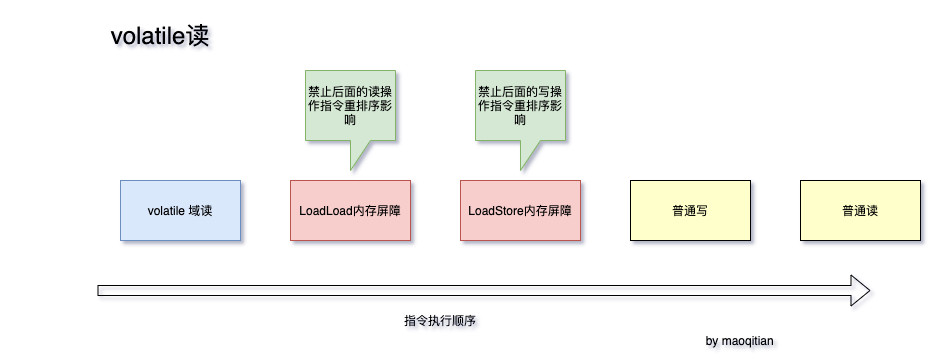 volatile读
禁止后面的读操
作指令重排序影
响
禁止后面的写操
作指令重排序影
响
volatile 域读
LoadLoad内存屏障
LoadStore内存屏障
普通写
普通读
指令执行顺序
by maoqitian